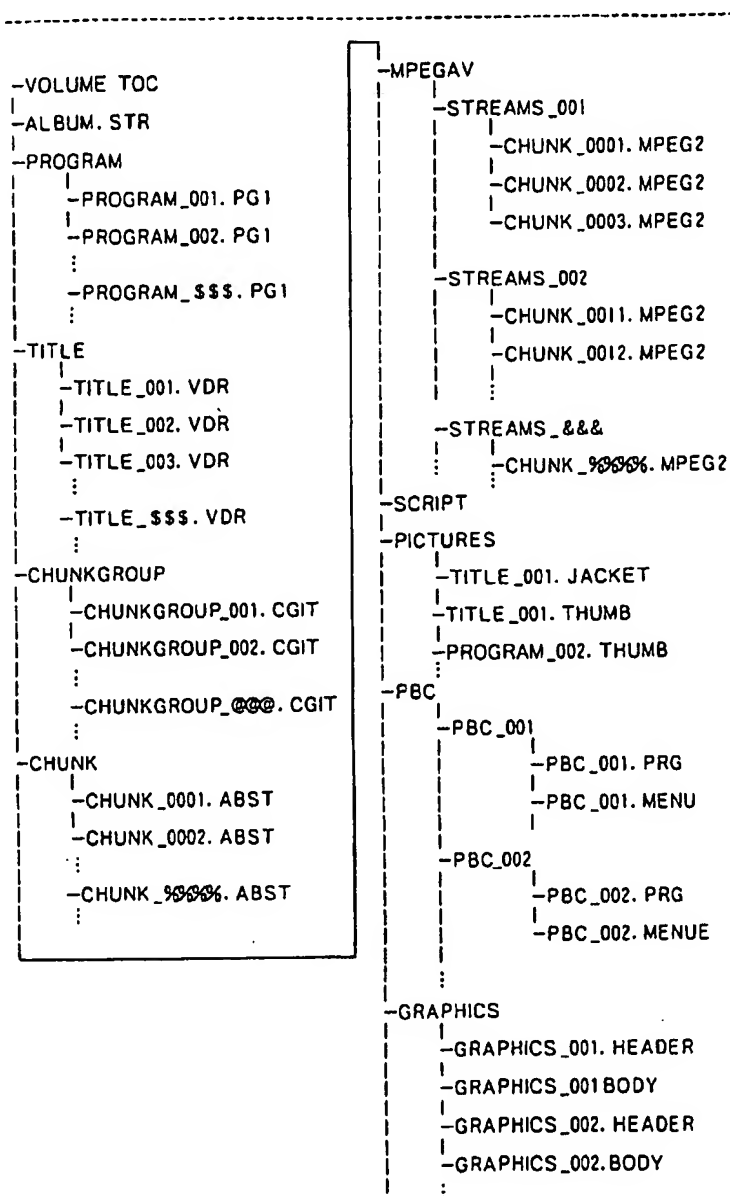 -VOLUME TOC
-ALBUM. STR
-PROGRAM
-PROGRAM_001. PG1
-PROGRAM_002. PG1
-PROGRAM_$$$. PG1
-TITLE
-TITLE_001. VDR
-TITLE_002. VDR
-TITLE_003. VDR
-TITLE_$$$. VDR
-CHUNKGROUP
-CHUNKGROUP_001. CGIT
-CHUNKGROUP_002. CGIT
-CHUNKGROUP_@@@. CGIT
-CHUNK
-CHUNK_0001. ABST
-CHUNK_0002. ABST
-CHUNK_%%%%. ABST
-MPEGAV
-STREAMS_001
-CHUNK_0001. MPEG2
-CHUNK_0002. MPEG2
-CHUNK_0003. MPEG2
-STREAMS_002
-CHUNK_0011. MPEG2
-CHUNK_0012. MPEG2
-STREAMS_&&&
-CHUNK_%%%%. MPEG2
-SCRIPT
-PICTURES
-TITLE_001. JACKET
-TITLE_001. THUMB
-PROGRAM_002. THUMB
-PBC
-PBC_001
-PBC_001. PRG
-PBC_001. MENU
-PBC_002
-PBC_002. PRG
-PBC_002. MENUE
-GRAPHICS
-GRAPHICS_001. HEADER
-GRAPHICS_001 BODY
-GRAPHICS_002. HEADER
-GRAPHICS_002. BODY